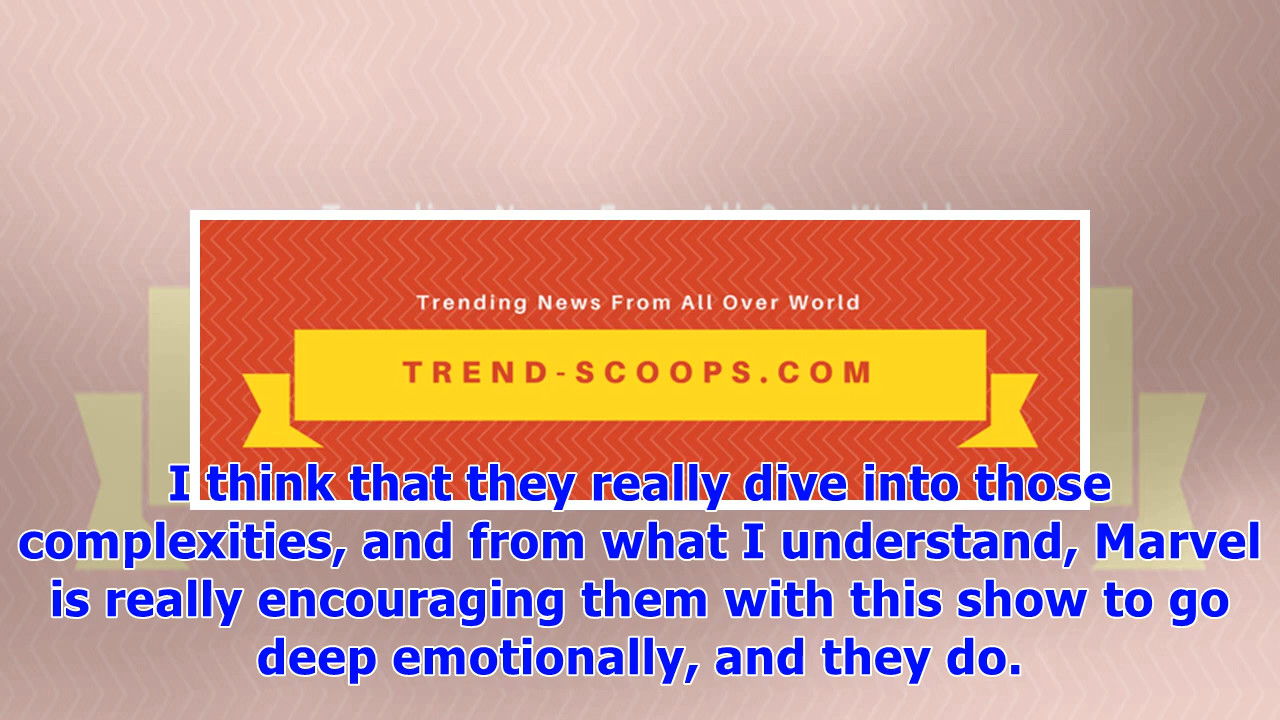 Trending News From All Over World
TREND-SCOOPS.COM
I think that they really dive into those
complexities, and from what I understand, Marvel
is really encouraging them with this show to go
deep emotionally, and they do.